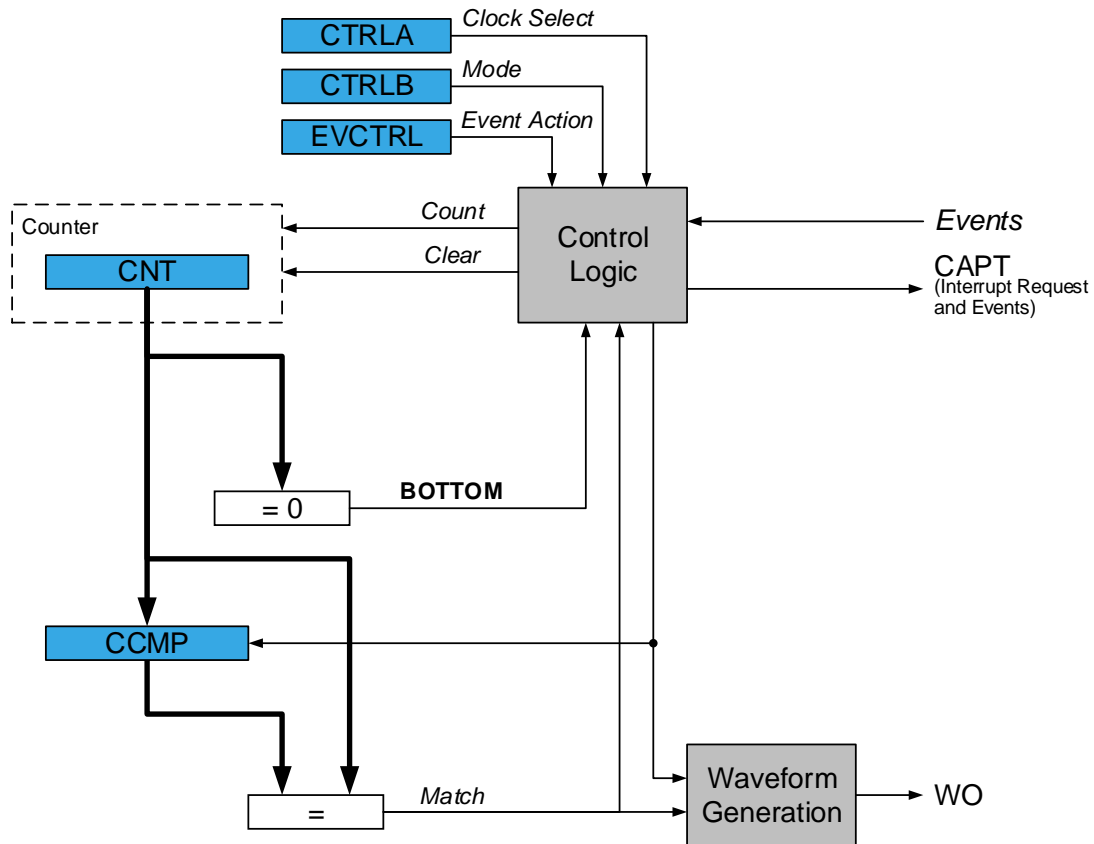 CTRLA
Clock Select
CTRLB
Mode
EVCTRL
Event Action
Counter
CNT
Count
Clear
Control
Logic
Events
CAPT
(Interrupt Request
and Events)
= 0
BOTTOM
CCMP
=
Match
Waveform
Generation
WO